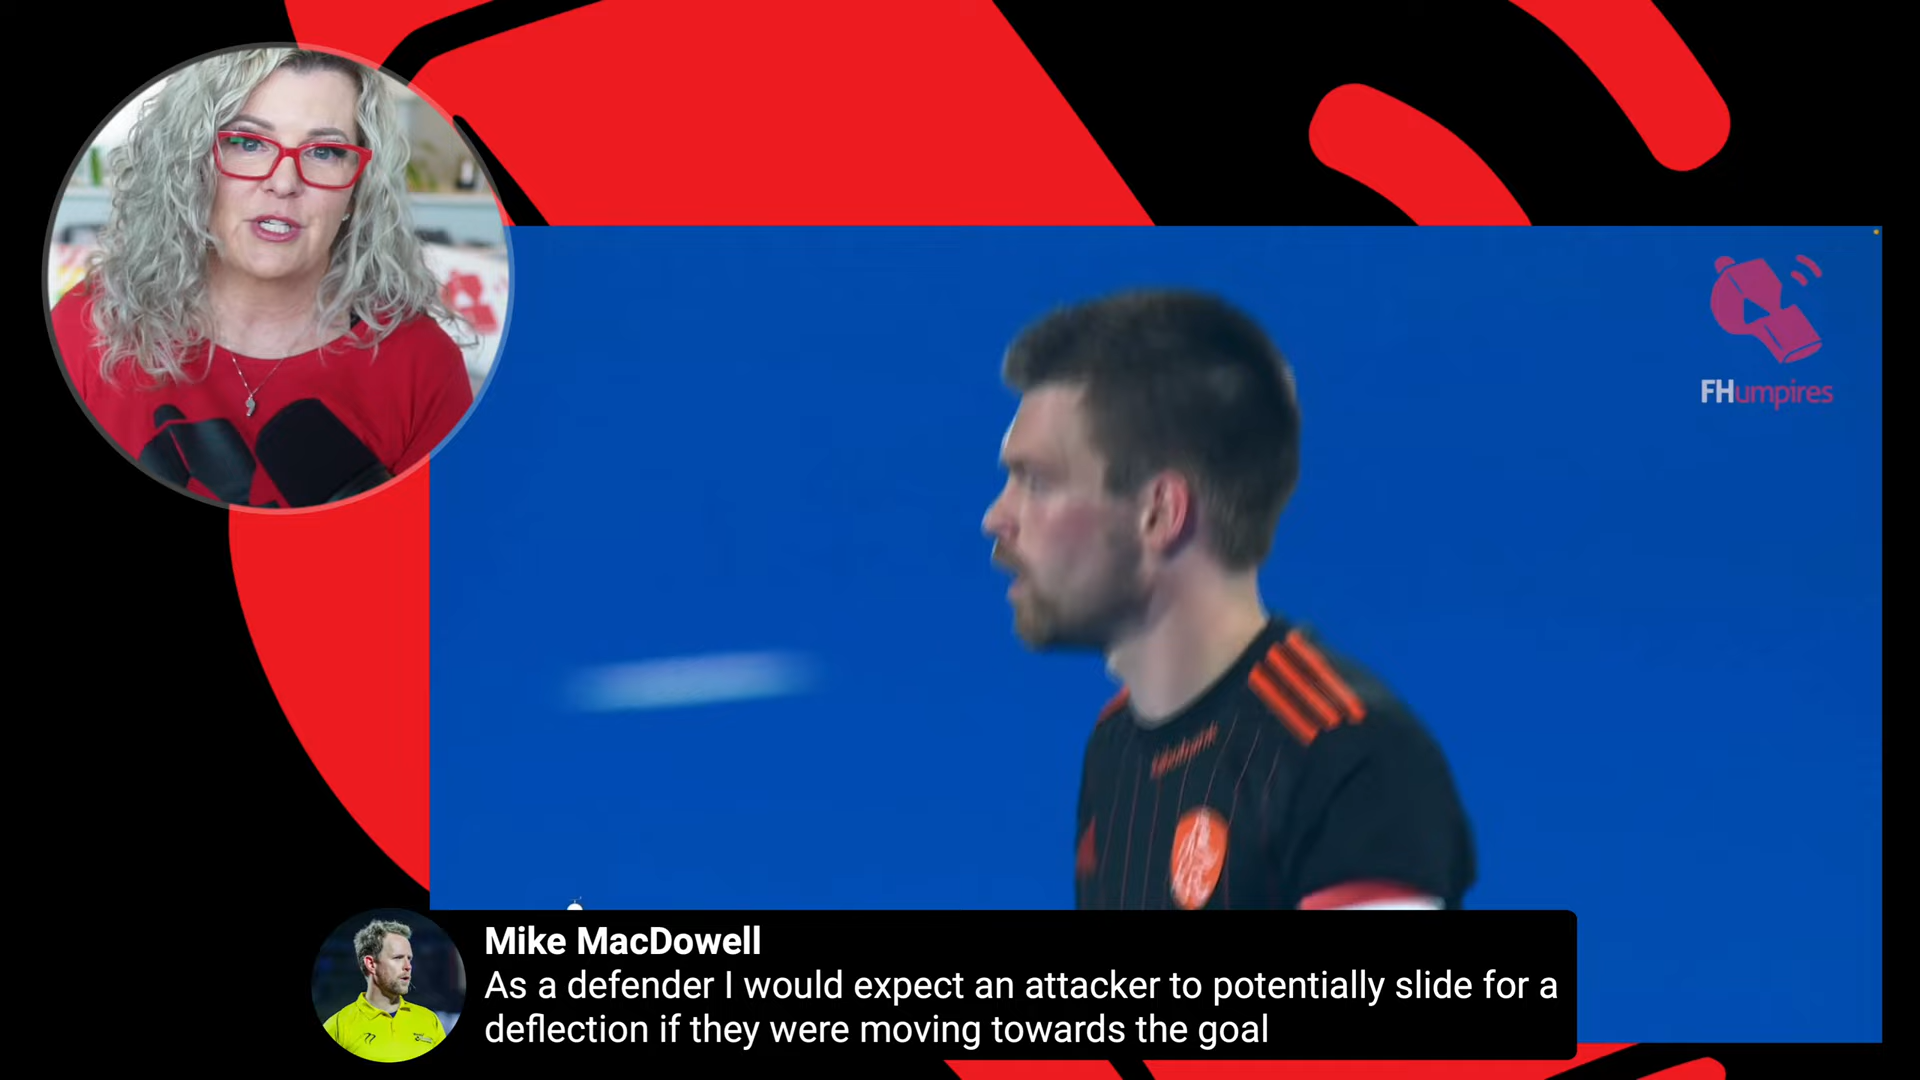 FHumpires
Mike MacDowell
As a defender I would expect an attacker to potentially slide for a
deflection if they were moving towards the goal